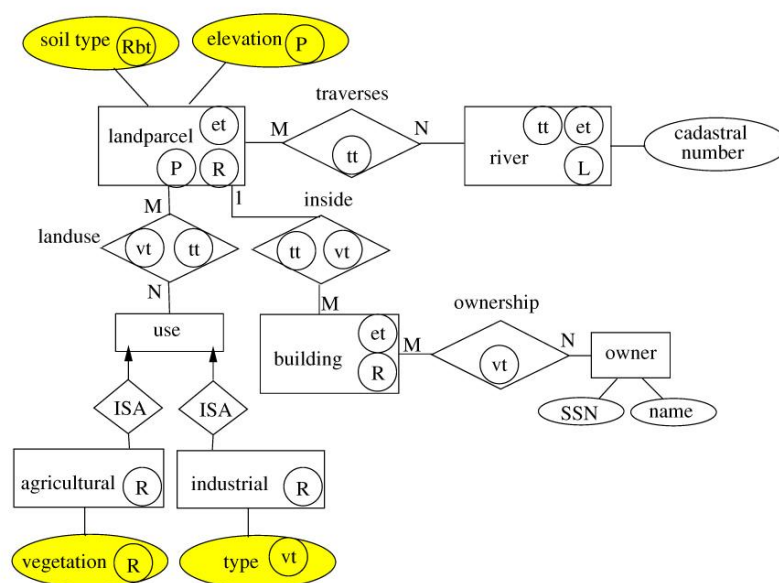 soil type Rbt
elevation P
traverses
landparcel et
P R
M
tt
N
tt et
river
L
cadastral
number
M
1
inside
landuse
vt tt
tt vt
N
M
ownership
use
building
et
R
M
vt
N
owner
ISA
ISA
SSN
name
agricultural R
industrial R
vegetation R
type vt